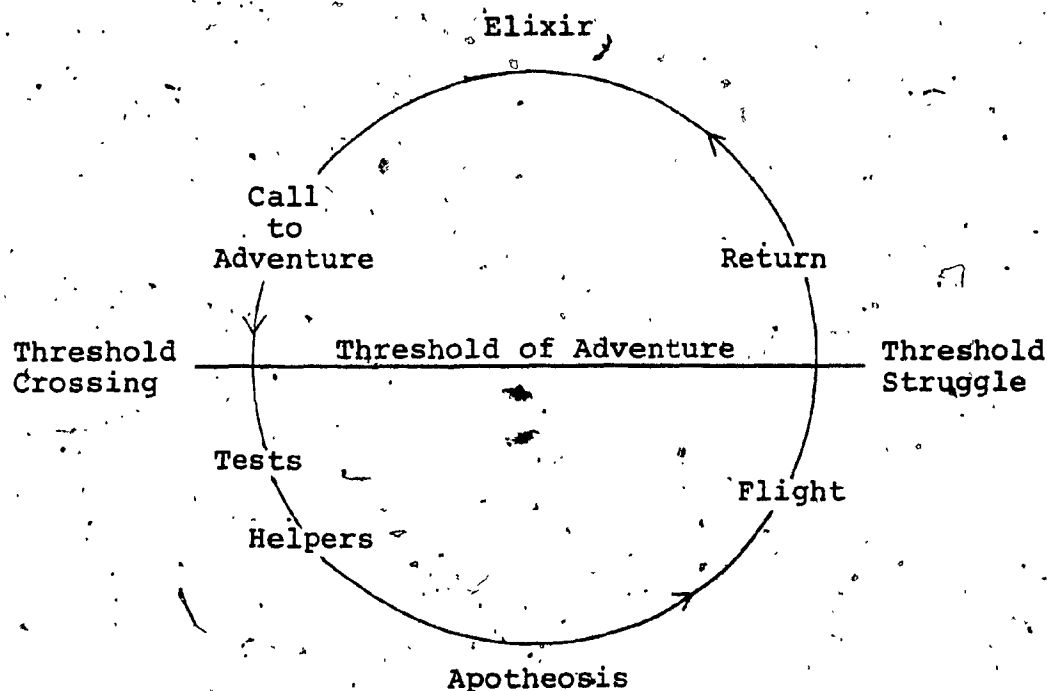 Elixir
Call
to
Adventure
Return
Threshold
Crossing
Threshold of Adventure
Threshold
Struggle
Tests
Flight
Helpers
Apotheosis